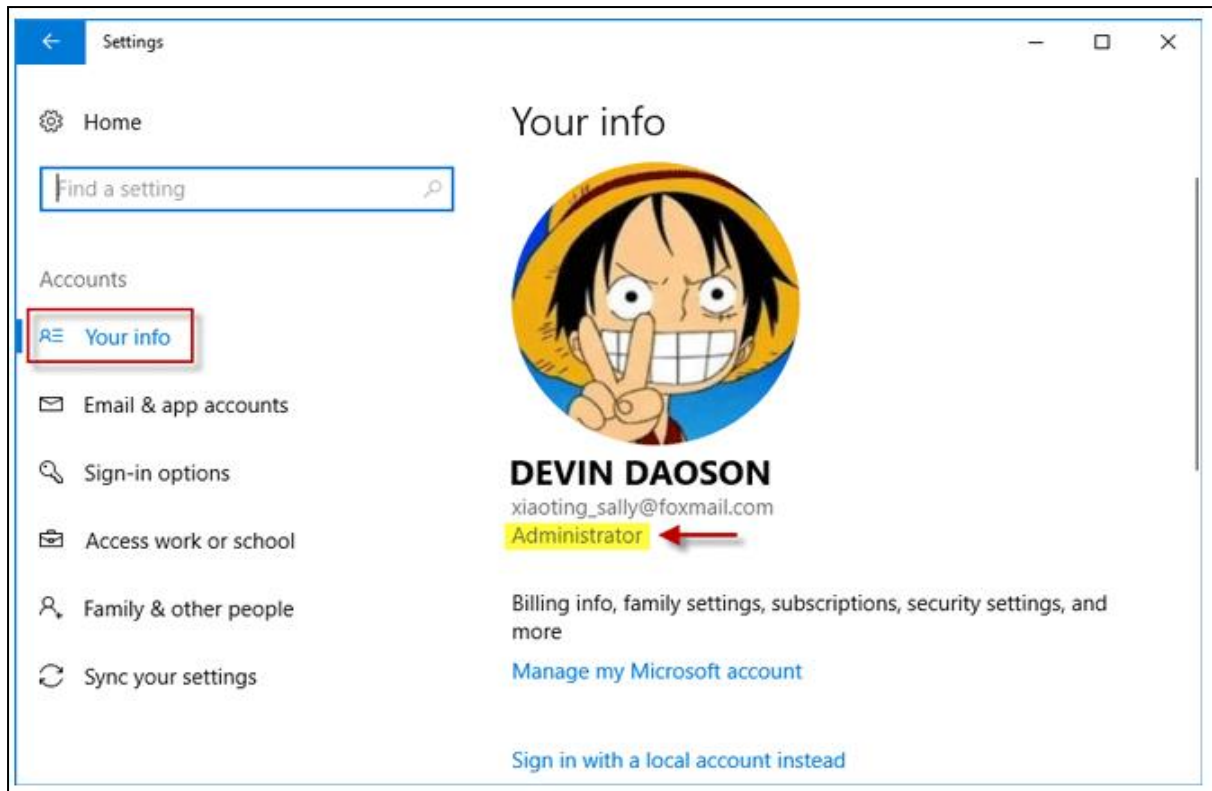 Settings
Home
Find a setting
Accounts
Your info
Email & app accounts
Sign-in options
Access work or school
Family & other people
Sync your settings
Your info
DEVIN DAOSON
xiaoting_sally@foxmail.com
Administrator
Billing info, family settings, subscriptions, security settings, and
more
Manage my Microsoft account
Sign in with a local account instead